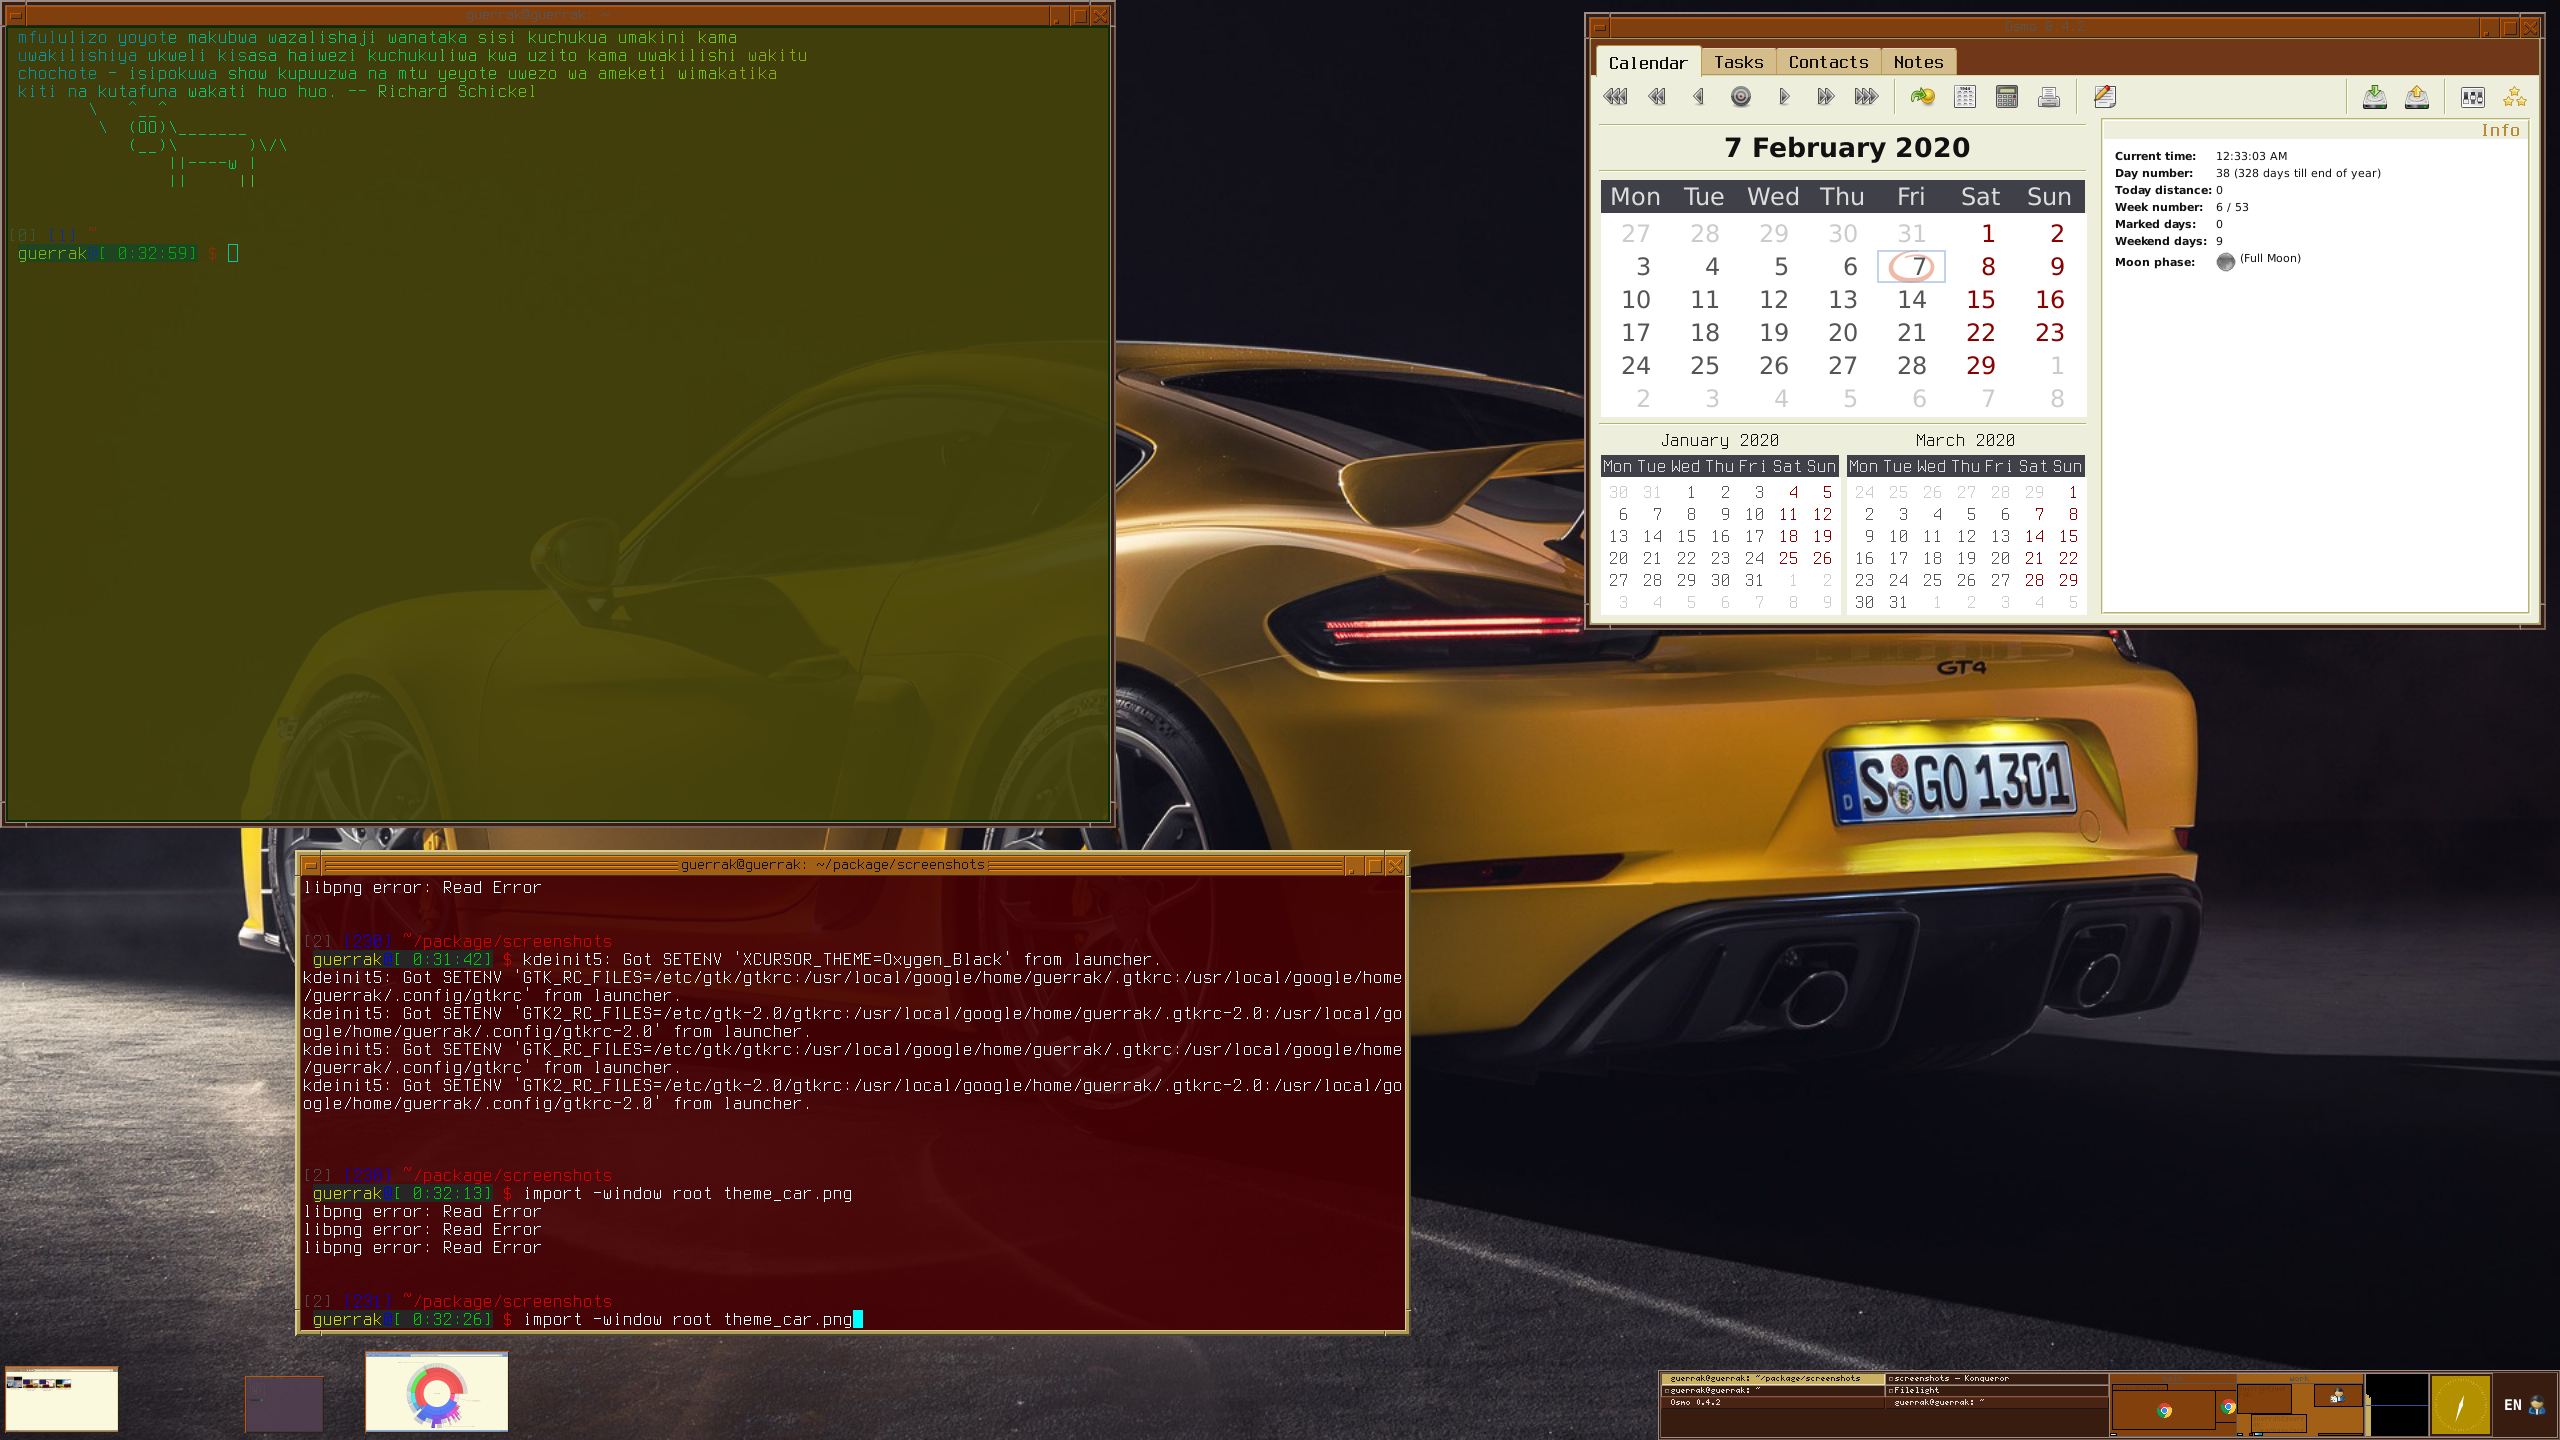 guerrak@guerrak: ~
mfululizo yoyote makubwa wazalishaji wanataka sisi kuchukua umakini kama
uwakilishiya ukweli kisasa haiwezi kuchukuliwa kwa uzito kama uwakilishi wakitu
chochote - isipokuwa show kupuuzwa na mtu yeyote uwezo wa ameketi wimakatika
kiti na kutafuna wakati huo huo. -- Richard Schickel
        \   ^__^
         \  (OO)\_______
            (__)\       )\/\
                ||----w |
                ||     ||
[0] [1] ~
guerrak@[ 0:32:59] $
Osmo 0.4.2
Calendar Tasks Contacts Notes
7 February 2020
Mon Tue Wed Thu Fri Sat Sun
27 28 29 30 31 1 2
3 4 5 6 7 8 9
10 11 12 13 14 15 16
17 18 19 20 21 22 23
24 25 26 27 28 29 1
2 3 4 5 6 7 8
January 2020
Mon Tue Wed Thu Fri Sat Sun
30 31 1 2 3 4 5
6 7 8 9 10 11 12
13 14 15 16 17 18 19
20 21 22 23 24 25 26
27 28 29 30 31 1 2
3 4 5 6 7 8 9
March 2020
Mon Tue Wed Thu Fri Sat Sun
24 25 26 27 28 29 1
2 3 4 5 6 7 8
9 10 11 12 13 14 15
16 17 18 19 20 21 22
23 24 25 26 27 28 29
30 31 1 2 3 4 5
Info
Current time: 12:33:03 AM
Day number: 38 (328 days till end of year)
Today distance: 0
Week number: 6 / 53
Marked days: 0
Weekend days: 9
Moon phase: (Full Moon)
GT4
D S GO 1301
guerrak@guerrak: ~/package/screenshots
libpng error: Read Error
[2] [230] ~/package/screenshots
guerrak@[ 0:31:42] $ kdeinit5: Got SETENV 'XCURSOR_THEME=Oxygen_Black' from launcher.
kdeinit5: Got SETENV 'GTK_RC_FILES=/etc/gtk/gtkrc:/usr/local/google/home/guerrak/.gtkrc:/usr/local/google/home
/guerrak/.config/gtkrc' from launcher.
kdeinit5: Got SETENV 'GTK2_RC_FILES=/etc/gtk-2.0/gtkrc:/usr/local/google/home/guerrak/.gtkrc-2.0:/usr/local/go
ogle/home/guerrak/.config/gtkrc-2.0' from launcher.
kdeinit5: Got SETENV 'GTK_RC_FILES=/etc/gtk/gtkrc:/usr/local/google/home/guerrak/.gtkrc:/usr/local/google/home
/guerrak/.config/gtkrc' from launcher.
kdeinit5: Got SETENV 'GTK2_RC_FILES=/etc/gtk-2.0/gtkrc:/usr/local/google/home/guerrak/.gtkrc-2.0:/usr/local/go
ogle/home/guerrak/.config/gtkrc-2.0' from launcher.
[2] [230] ~/package/screenshots
guerrak@[ 0:32:13] $ import -window root theme_car.png
libpng error: Read Error
libpng error: Read Error
libpng error: Read Error
[2] [231] ~/package/screenshots
guerrak@[ 0:32:26] $ import -window root theme_car.png
guerrak@guerrak: ~/package/screenshots
screenshots – Konqueror
guerrak@guerrak: ~
Filelight
Osmo 0.4.2
guerrak@guerrak: ~
EN